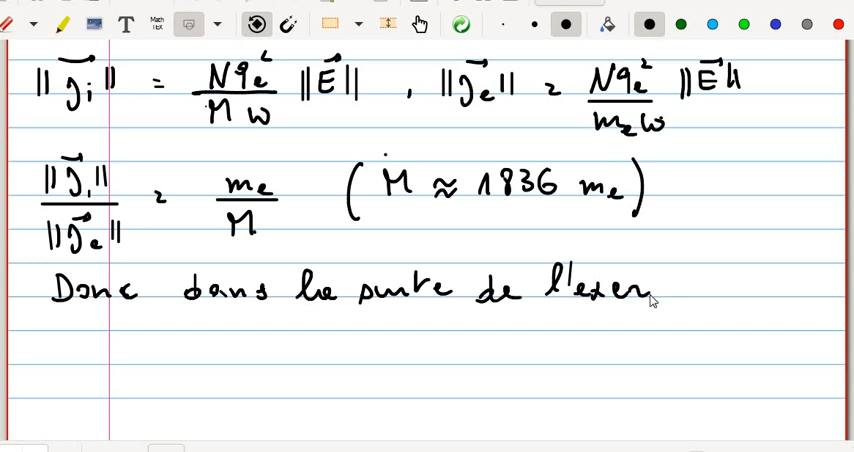 ||J⃗i|| = Nqe²/(Mω) ||E⃗||, ||J⃗e|| = Nqe²/(meω) ||E⃗||
||J⃗i||/||J⃗e|| = me/M (M ≈ 1836 me)
Donc dans la suite de l'exer